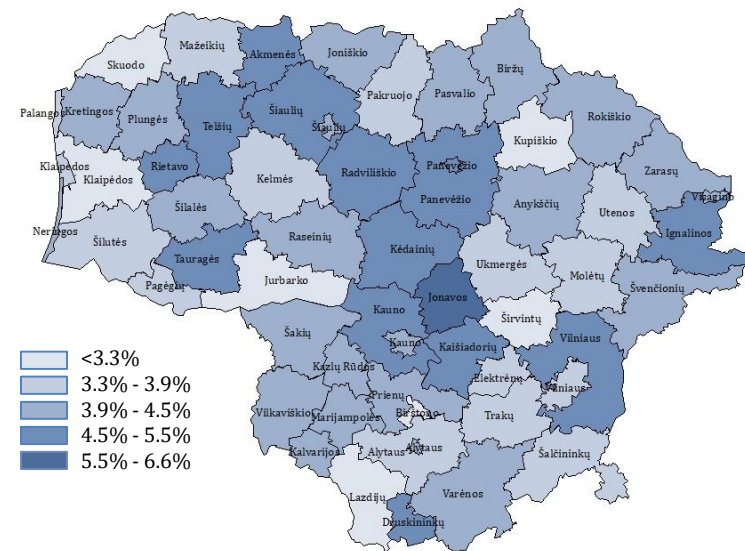 Skuodo
Mažeikių
Akmenės
Joniškio
Biržų
Pakruojo
Pasvalio
Palangos
Kretingos
Plungės
Telšių
Šiaulių
Šiaulių
Rokiškio
Kupiškio
Klaipėdos
Klaipėdos
Rietavo
Kelmės
Radviliškio
Panevėžio
Panevėžio
Zarasų
Visagino
Anykščių
Utenos
Ignalinos
Neringos
Šilutės
Šilalės
Raseinių
Tauragės
Kėdainių
Ukmergės
Molėtų
Švenčionių
Pagėgių
Jurbarko
Jonavos
Kauno
Širvintų
Šakių
Kauno
Kaišiadorių
Vilniaus
<3.3%
3.3% - 3.9%
3.9% - 4.5%
4.5% - 5.5%
5.5% - 6.6%
Kazlų Rūdos
Elektrėnų
Vilniaus
Prienų
Vilkaviškio
Marijampolės
Birštono
Trakų
Kalvarijos
Alytaus
Alytaus
Šalčininkų
Lazdijų
Varėnos
Druskininkų